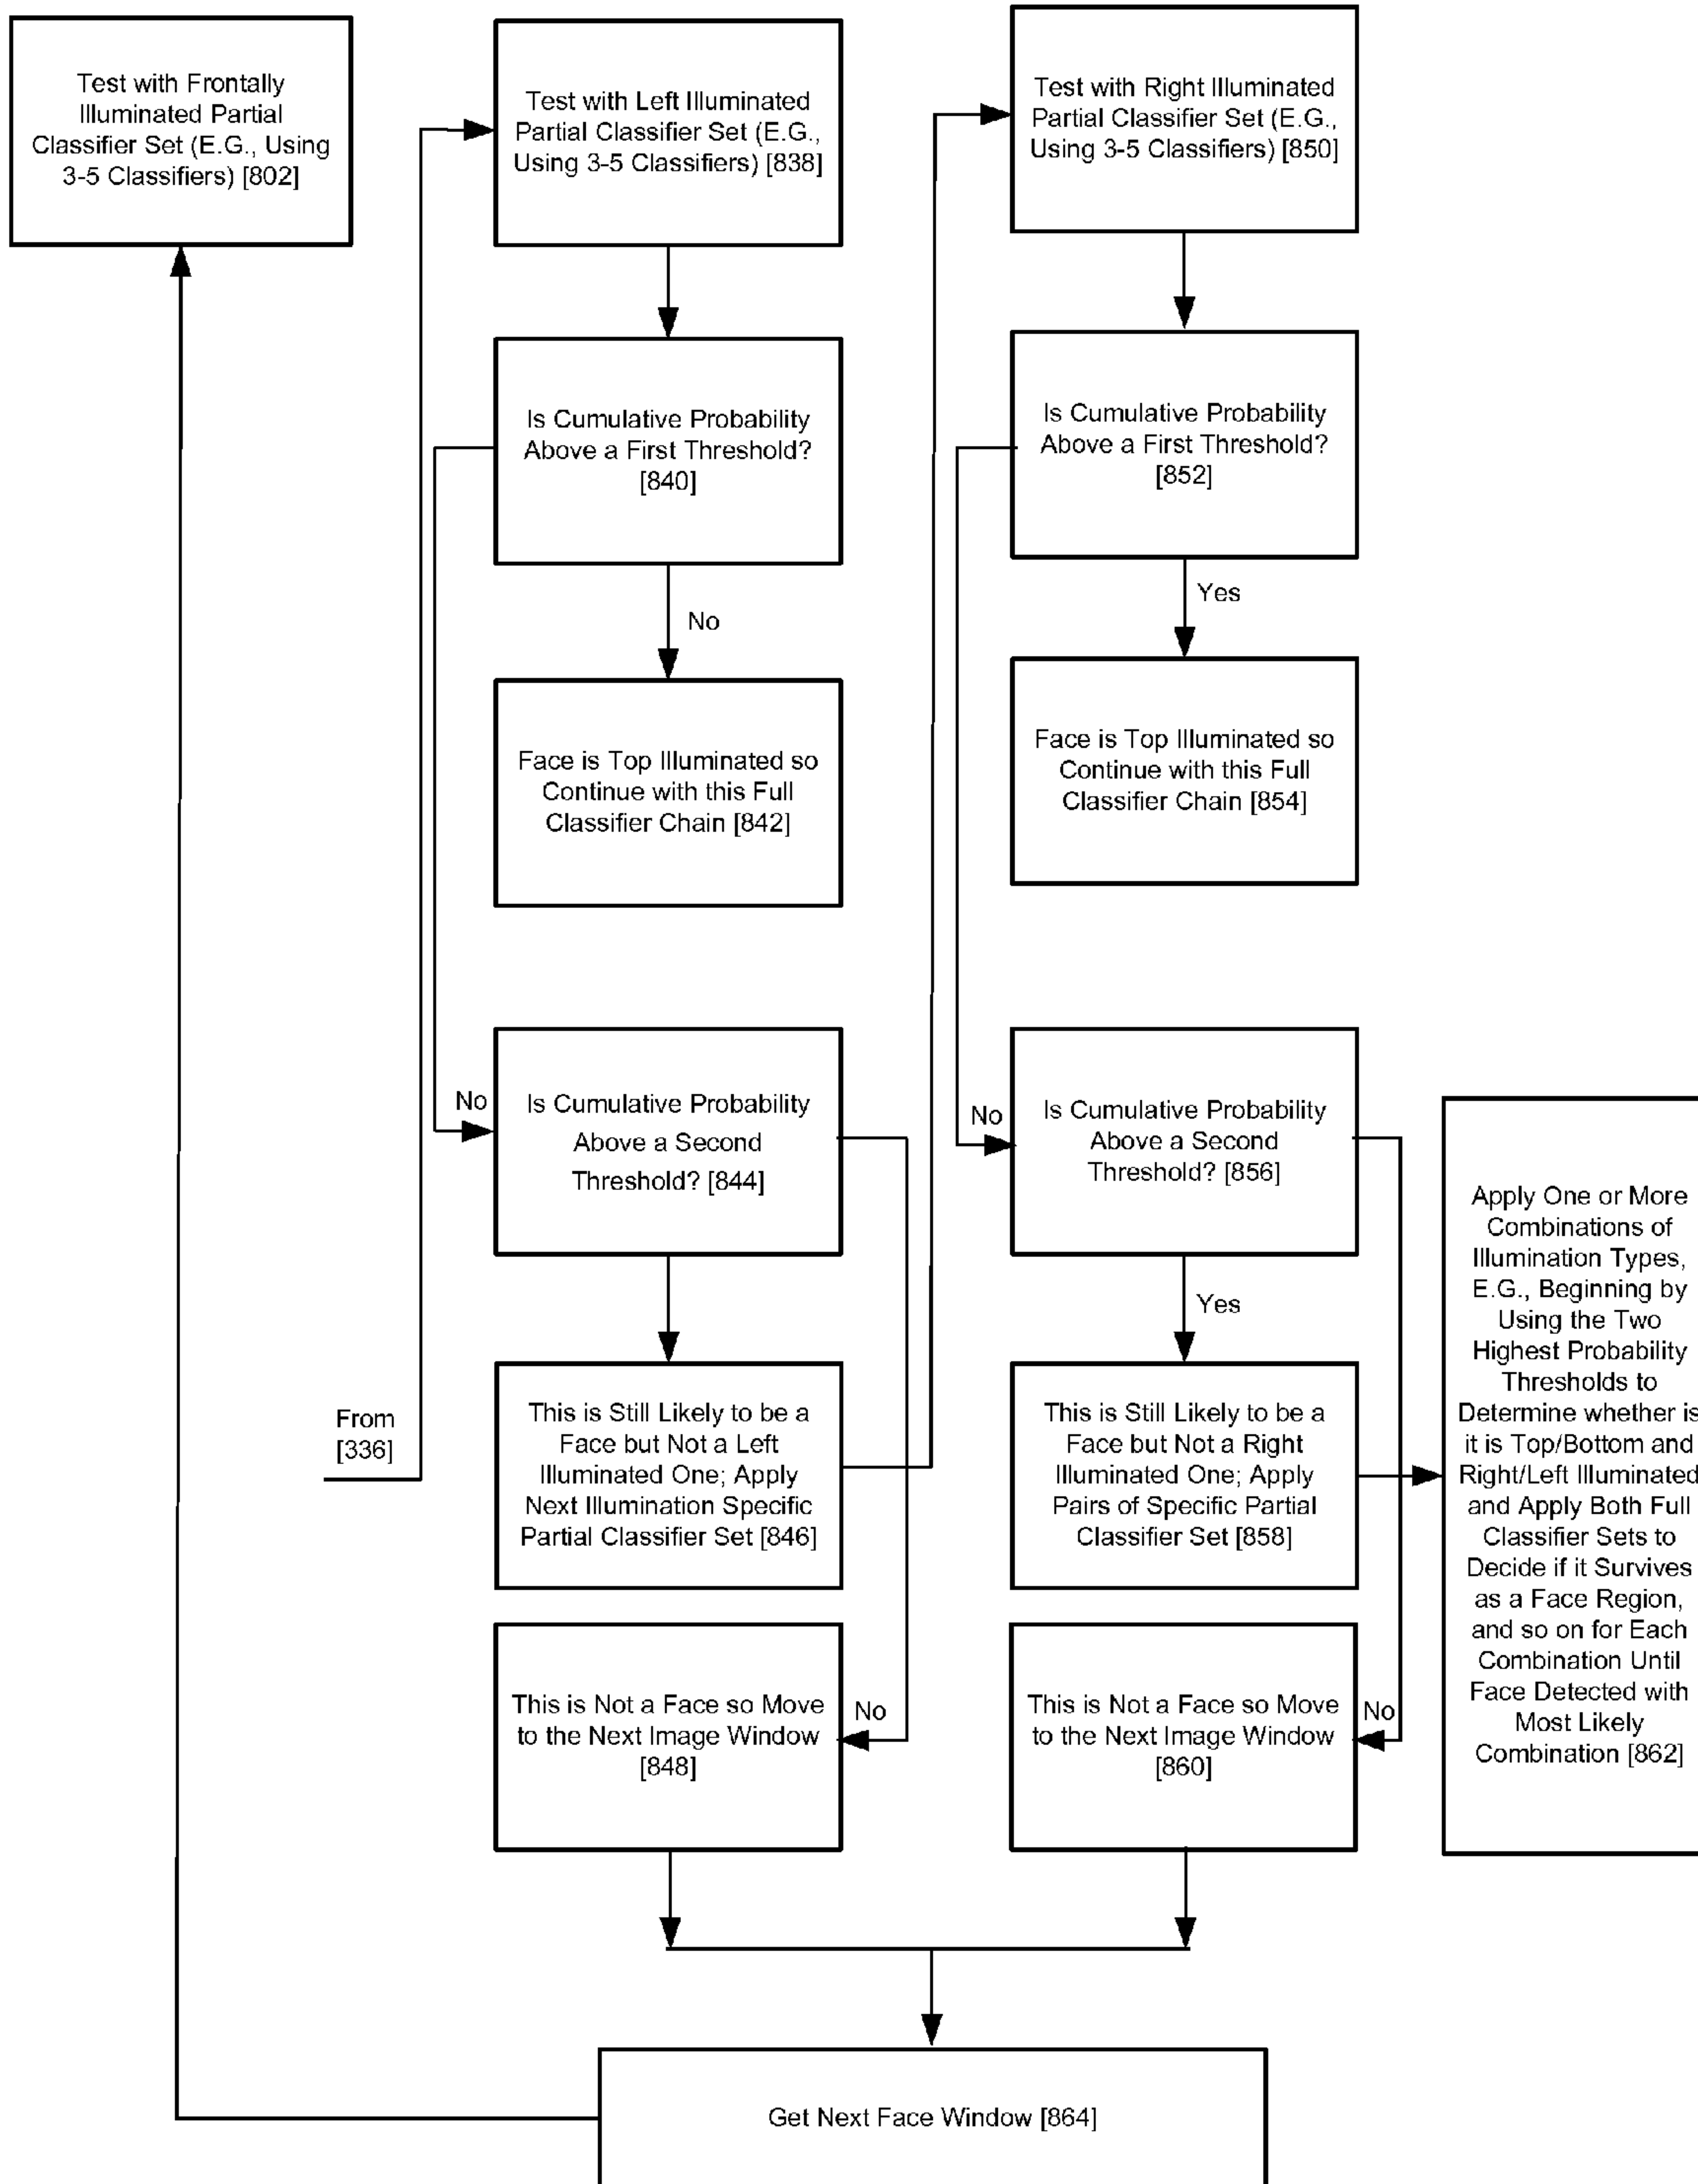 Test with Frontally
Illuminated Partial
Classifier Set (E.G., Using
3-5 Classifiers) [802]
Test with Left Illuminated
Partial Classifier Set (E.G.,
Using 3-5 Classifiers) [838]
Is Cumulative Probability
Above a First Threshold?
[840]
No
Face is Top Illuminated so
Continue with this Full
Classifier Chain [842]
No
Is Cumulative Probability
Above a Second
Threshold? [844]
From
[336]
This is Still Likely to be a
Face but Not a Left
Illuminated One; Apply
Next Illumination Specific
Partial Classifier Set [846]
This is Not a Face so Move
to the Next Image Window
[848]
No
Test with Right Illuminated
Partial Classifier Set (E.G.,
Using 3-5 Classifiers) [850]
Is Cumulative Probability
Above a First Threshold?
[852]
Yes
Face is Top Illuminated so
Continue with this Full
Classifier Chain [854]
No
Is Cumulative Probability
Above a Second
Threshold? [856]
Yes
This is Still Likely to be a
Face but Not a Right
Illuminated One; Apply
Pairs of Specific Partial
Classifier Set [858]
This is Not a Face so Move
to the Next Image Window
[860]
No
Apply One or More
Combinations of
Illumination Types,
E.G., Beginning by
Using the Two
Highest Probability
Thresholds to
Determine whether is
it is Top/Bottom and
Right/Left Illuminated
and Apply Both Full
Classifier Sets to
Decide if it Survives
as a Face Region,
and so on for Each
Combination Until
Face Detected with
Most Likely
Combination [862]
Get Next Face Window [864]